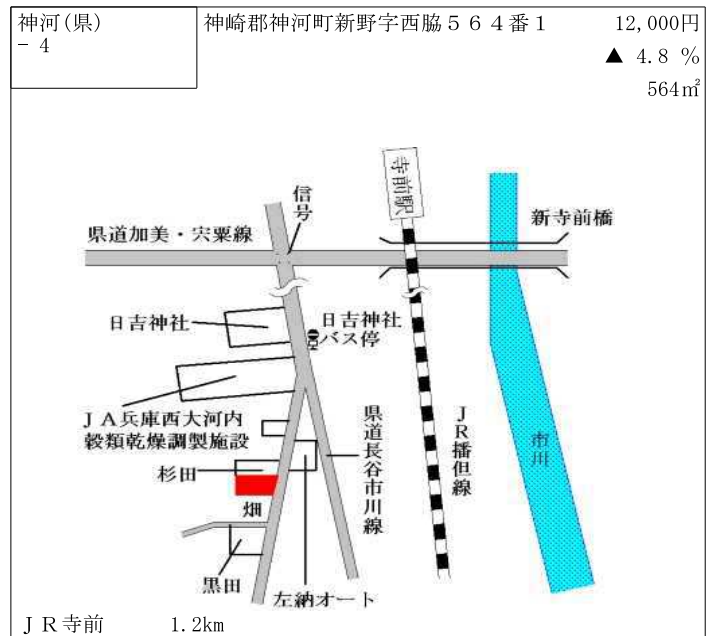 神河(県)
－4
神崎郡神河町新野字西脇５６４番１
12,000円
▲ 4.8 %
564㎡
寺前駅
信号
新寺前橋
県道加美・宍粟線
日吉神社
日吉神社
バス停
ＪＡ兵庫西大河内
穀類乾燥調製施設
県道長谷市川線
ＪＲ播但線
市川
杉田
畑
黒田
左納オート
ＪＲ寺前 1.2km